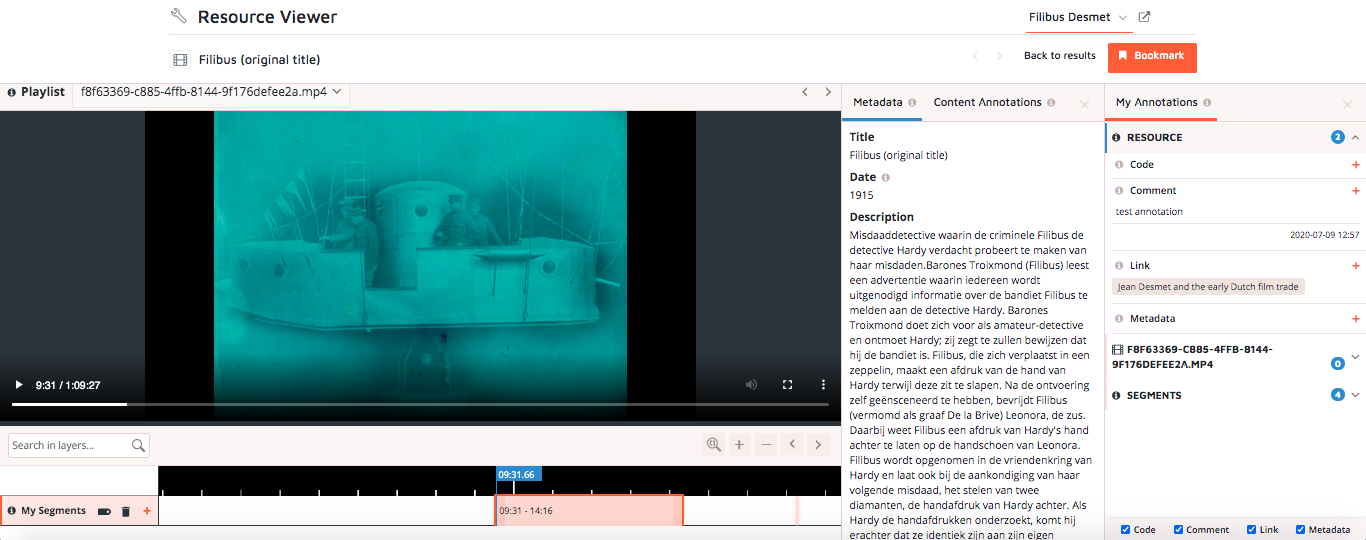 Resource Viewer
Filibus Desmet
Filibus (original title)
Back to results
Bookmark
Playlist
f8f63369-c885-4ffb-8144-9f176defee2a.mp4
9:31 / 1:09:27
Search in layers...
09:31.66
My Segments
09:31 - 14:16
Metadata
Content Annotations
Title
Filibus (original title)
Date
1915
Description
Misdaaddetective waarin de criminele Filibus de
detective Hardy verdacht probeert te maken van
haar misdaden.Barones Troixmond (Filibus) leest
een advertentie waarin iedereen wordt
uitgenodigd informatie over de bandiet Filibus te
melden aan de detective Hardy. Barones
Troixmond doet zich voor als amateur-detective
en ontmoet Hardy; zij zegt te zullen bewijzen dat
hij de bandiet is. Filibus, die zich verplaatst in een
zeppelin, maakt een afdruk van de hand van
Hardy terwijl deze zit te slapen. Na de ontvoering
zelf geënsceneerd te hebben, bevrijdt Filibus
(vermomd als graaf De la Brive) Leonora, de zus.
Daarbij weet Filibus een afdruk van Hardy's hand
achter te laten op de handschoen van Leonora.
Filibus wordt opgenomen in de vriendenkring van
Hardy en laat ook bij de aankondiging van haar
volgende misdaad, het stelen van twee
diamanten, de handafdruk van Hardy achter. Als
Hardy de handafdrukken onderzoekt, komt hij
erachter dat ze identiek zijn aan zijn eigen
My Annotations
RESOURCE
2
Code
Comment
test annotation
2020-07-09 12:57
Link
Jean Desmet and the early Dutch film trade
Metadata
F8F63369-C885-4FFB-8144-
9F176DEFEE2A.MP4
0
SEGMENTS
4
Code
Comment
Link
Metadata